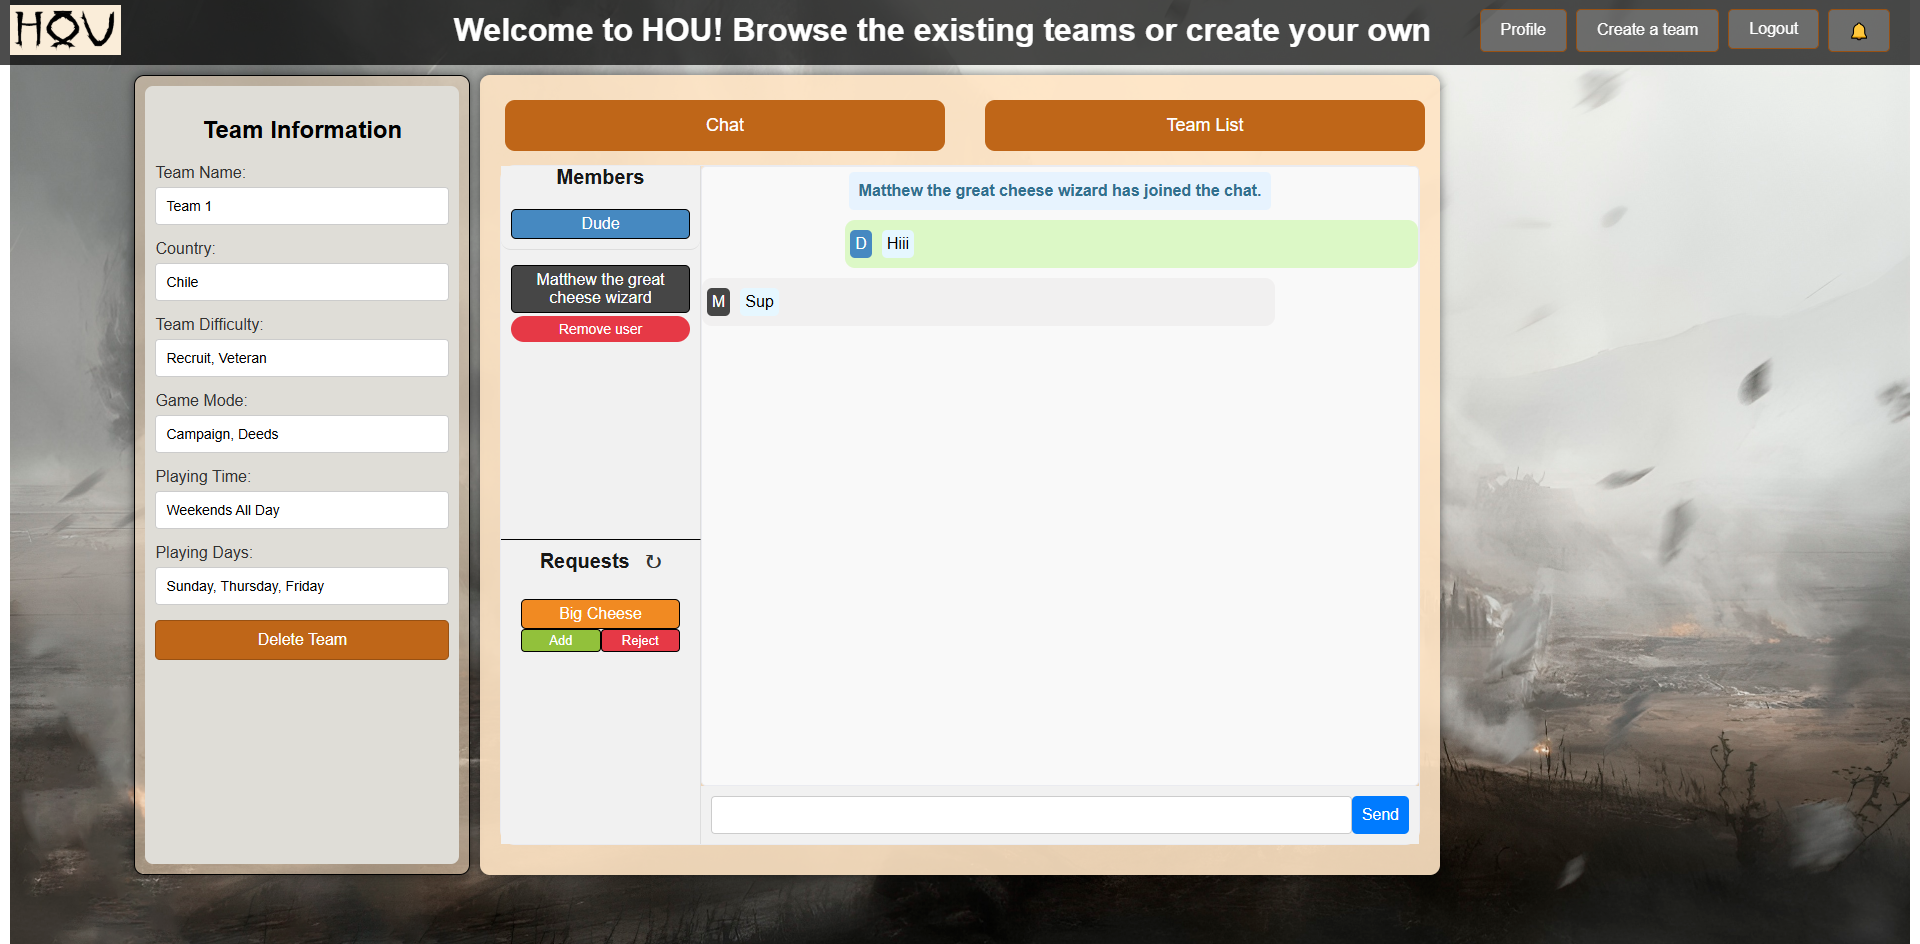 HOU
Welcome to HOU! Browse the existing teams or create your own
Profile
Create a team
Logout
Team Information
Team Name:
Team 1
Country:
Chile
Team Difficulty:
Recruit, Veteran
Game Mode:
Campaign, Deeds
Playing Time:
Weekends All Day
Playing Days:
Sunday, Thursday, Friday
Delete Team
Chat
Team List
Members
Dude
Matthew the great
cheese wizard
Remove user
Requests ↻
Big Cheese
Add
Reject
Matthew the great cheese wizard has joined the chat.
D Hiii
M Sup
Send